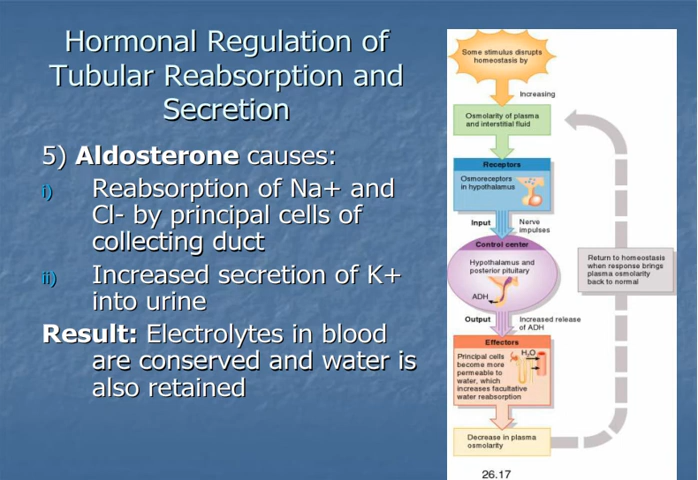 Hormonal Regulation of
Tubular Reabsorption and
Secretion
5) Aldosterone causes:
i) Reabsorption of Na+ and
Cl- by principal cells of
collecting duct
ii) Increased secretion of K+
into urine
Result: Electrolytes in blood
are conserved and water is
also retained
Some stimulus disrupts
homeostasis by
Increasing
Osmolarity of plasma
and interstitial fluid
Receptors
Osmoreceptors
in hypothalamus
Input
Nerve
impulses
Control center
Hypothalamus and
posterior pituitary
ADH
Output
Increased release
of ADH
Effectors
Principal cells
become more
permeable to
water, which
increases facultative
water reabsorption
H₂O
Decrease in plasma
osmolarity
Return to homeostasis
when response brings
plasma osmolarity
back to normal
26.17